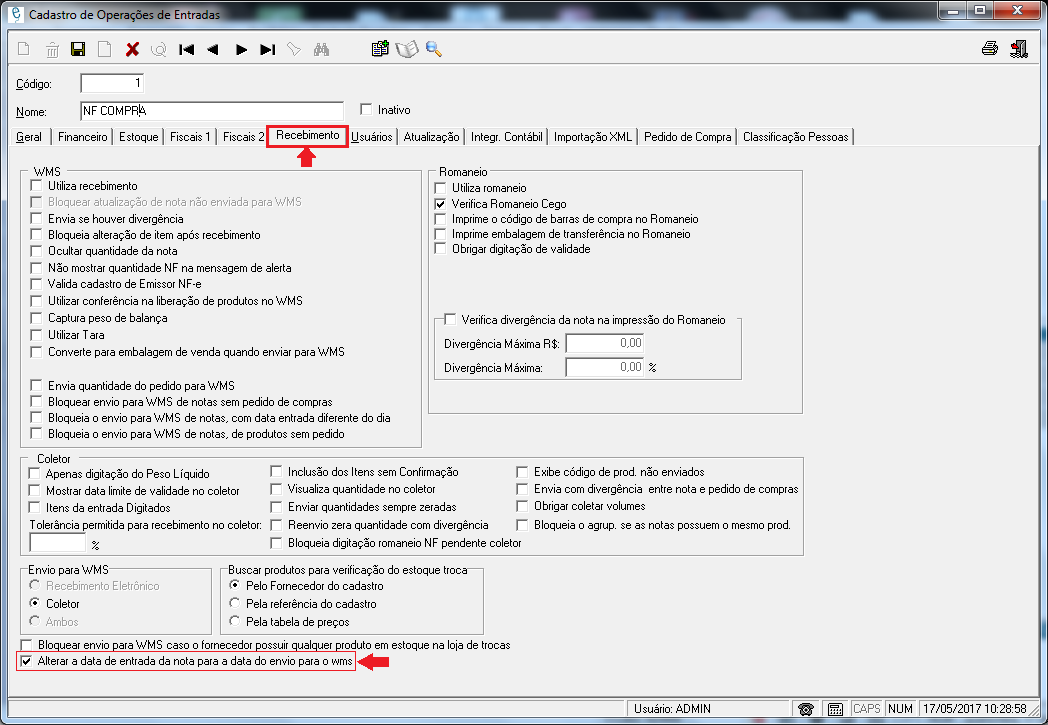 Cadastro de Operações de Entradas
Código: 1
Nome: NF COMPRA Inativo
Geral Financeiro Estoque Fiscais 1 Fiscais 2 Recebimento Usuários Atualização Integr. Contábil Importação XML Pedido de Compra Classificação Pessoas
WMS
Utiliza recebimento
Bloquear atualização de nota não enviada para WMS
Envia se houver divergência
Bloqueia alteração de item após recebimento
Ocultar quantidade da nota
Não mostrar quantidade NF na mensagem de alerta
Valida cadastro de Emissor NF-e
Utilizar conferência na liberação de produtos no WMS
Captura peso de balança
Utilizar Tara
Converte para embalagem de venda quando enviar para WMS
Envia quantidade do pedido para WMS
Bloquear envio para WMS de notas sem pedido de compras
Bloqueia o envio para WMS de notas, com data entrada diferente do dia
Bloqueia o envio para WMS de notas, de produtos sem pedido
Romaneio
Utiliza romaneio
Verifica Romaneio Cego
Imprime o código de barras de compra no Romaneio
Imprime embalagem de transferência no Romaneio
Obrigar digitação de validade
Verifica divergência da nota na impressão do Romaneio
Divergência Máxima R$: 0,00
Divergência Máxima: 0,00 %
Coletor
Apenas digitação do Peso Líquido
Mostrar data limite de validade no coletor
Itens da entrada Digitados
Tolerância permitida para recebimento no coletor:
%
Inclusão dos Itens sem Confirmação
Visualiza quantidade no coletor
Enviar quantidades sempre zeradas
Reenvio zera quantidade com divergência
Bloqueia digitação romaneio NF pendente coletor
Exibe código de prod. não enviados
Envia com divergência entre nota e pedido de compras
Obrigar coletar volumes
Bloqueia o agrup. se as notas possuem o mesmo prod.
Envio para WMS
Recebimento Eletrônico
Coletor
Ambos
Buscar produtos para verificação do estoque troca
Pelo Fornecedor do cadastro
Pela referência do cadastro
Pela tabela de preços
Bloquear envio para WMS caso o fornecedor possuir qualquer produto em estoque na loja de trocas
Alterar a data de entrada da nota para a data do envio para o wms
Usuário: ADMIN CAPS NUM 17/05/2017 10:28:58